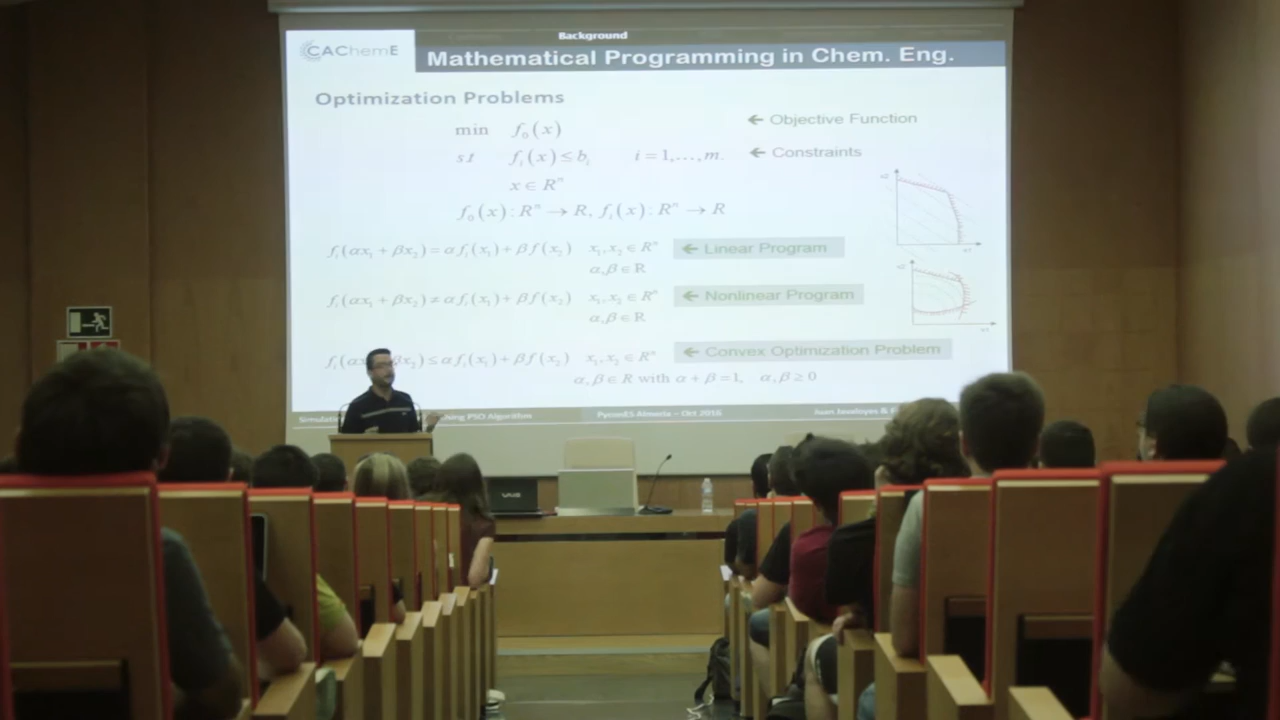 Background
CAChemE
Mathematical Programming in Chem. Eng.
Optimization Problems
min f₀(x) ← Objective Function
st fᵢ(x) ≤ bᵢ i = 1,...,m. ← Constraints
x ∈ Rⁿ
f₀(x): Rⁿ → R, fᵢ(x): Rⁿ → R
fᵢ(αx₁ + βx₂) = αfᵢ(x₁) + βf(x₂) x₁,x₂ ∈ Rⁿ ← Linear Program
α,β ∈ R
fᵢ(αx₁ + βx₂) ≠ αfᵢ(x₁) + βf(x₂) x₁,x₂ ∈ Rⁿ ← Nonlinear Program
α,β ∈ R
βx₂) ≤ αfᵢ(x₁) + βf(x₂) x₁,x₂ ∈ Rⁿ ← Convex Optimization Problem
α,β ∈ R with α + β = 1, α,β ≥ 0
using PSO Algorithm PyconES Almería – Oct 2016 Juan Javaloyes &
VAIO